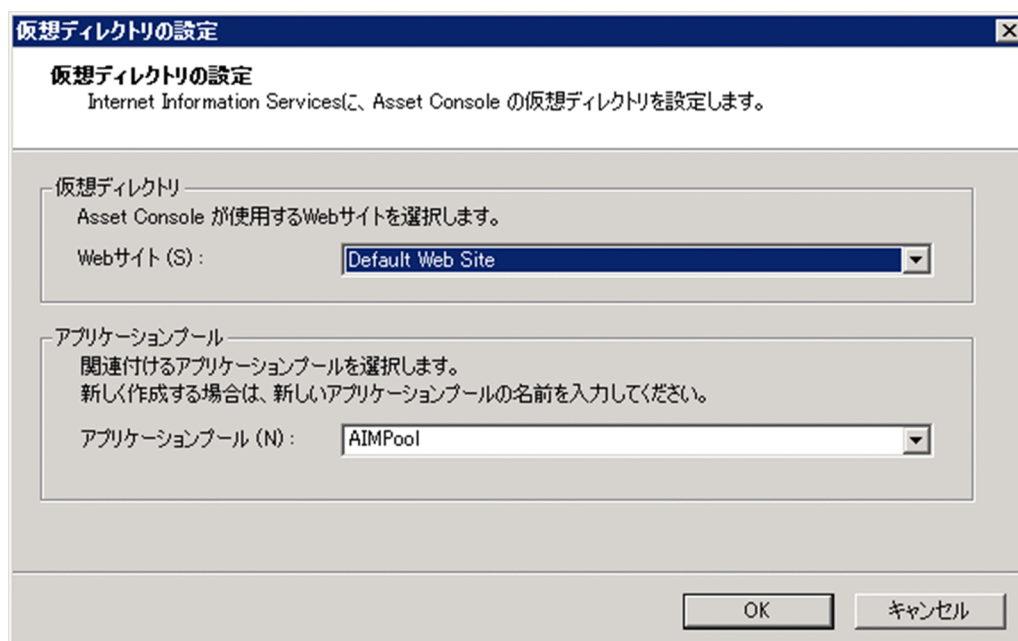 仮想ディレクトリの設定
仮想ディレクトリの設定
Internet Information Servicesに、Asset Console の仮想ディレクトリを設定します。
仮想ディレクトリ
Asset Console が使用するWebサイトを選択します。
Webサイト(S):
Default Web Site
アプリケーションプール
関連付けるアプリケーションプールを選択します。
新しく作成する場合は、新しいアプリケーションプールの名前を入力してください。
アプリケーションプール(N):
AIMPool
OK
キャンセル